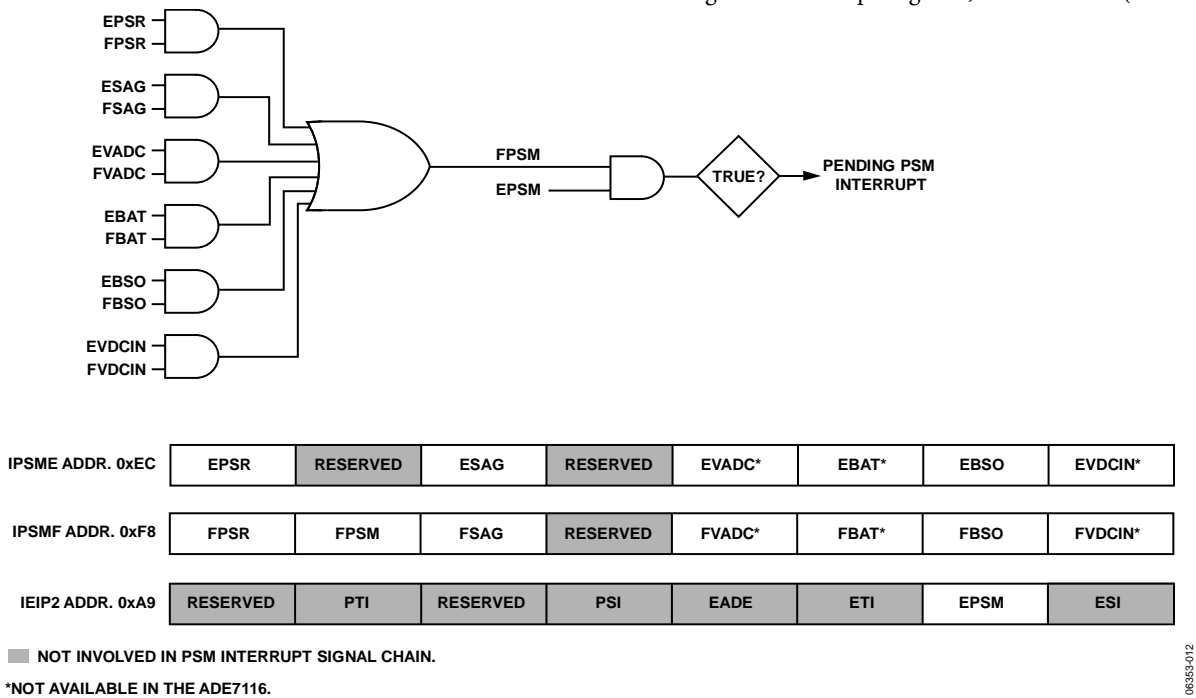 EPSR
FPSR
ESAG
FSAG
EVADC
FVADC
EBAT
FBAT
EBSO
FBSO
EVDCIN
FVDCIN
FPSM
EPSM
TRUE?
PENDING PSM
INTERRUPT
IPSME ADDR. 0xEC EPSR RESERVED ESAG RESERVED EVADC* EBAT* EBSO EVDCIN*
IPSMF ADDR. 0xF8 FPSR FPSM FSAG RESERVED FVADC* FBAT* FBSO FVDCIN*
IEIP2 ADDR. 0xA9 RESERVED PTI RESERVED PSI EADE ETI EPSM ESI
NOT INVOLVED IN PSM INTERRUPT SIGNAL CHAIN.
*NOT AVAILABLE IN THE ADE7116.
06353-012